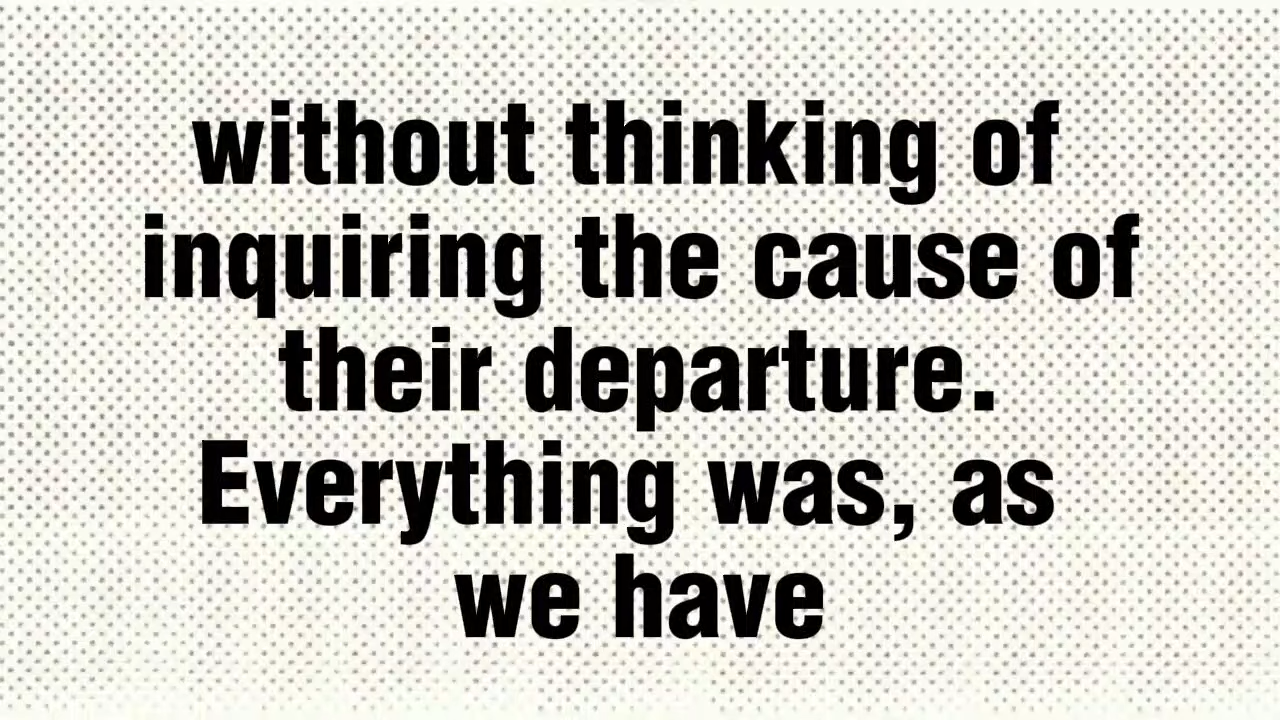 without thinking of
inquiring the cause of
their departure.
Everything was, as
we have